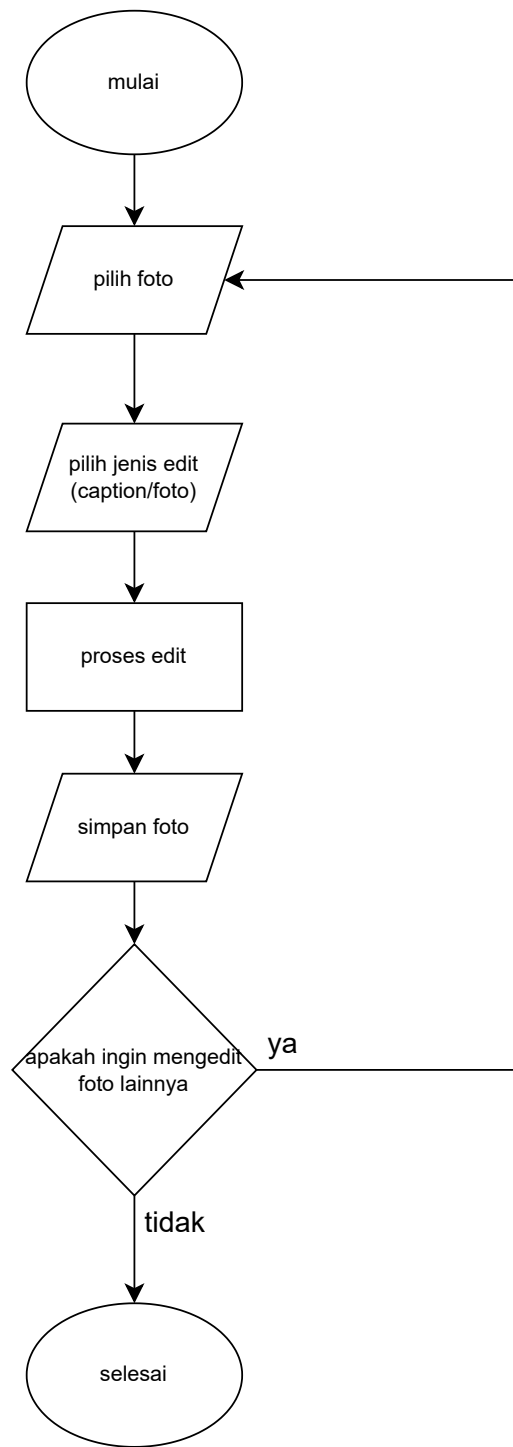 mulai
pilih foto
pilih jenis edit
(caption/foto)
proses edit
simpan foto
apakah ingin mengedit
foto lainnya
ya
tidak
selesai